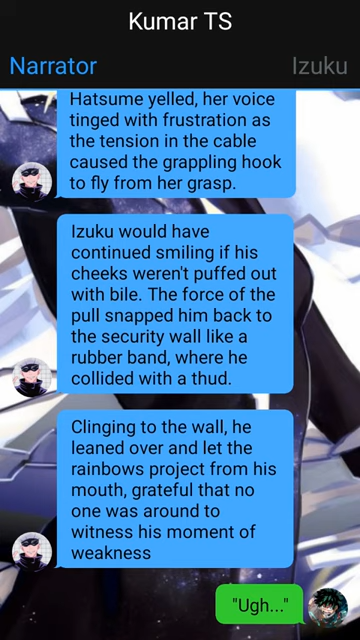 Kumar TS
Narrator
Izuku
Hatsume yelled, her voice
tinged with frustration as
the tension in the cable
caused the grappling hook
to fly from her grasp.
Izuku would have
continued smiling if his
cheeks weren't puffed out
with bile. The force of the
pull snapped him back to
the security wall like a
rubber band, where he
collided with a thud.
Clinging to the wall, he
leaned over and let the
rainbows project from his
mouth, grateful that no
one was around to
witness his moment of
weakness
"Ugh..."